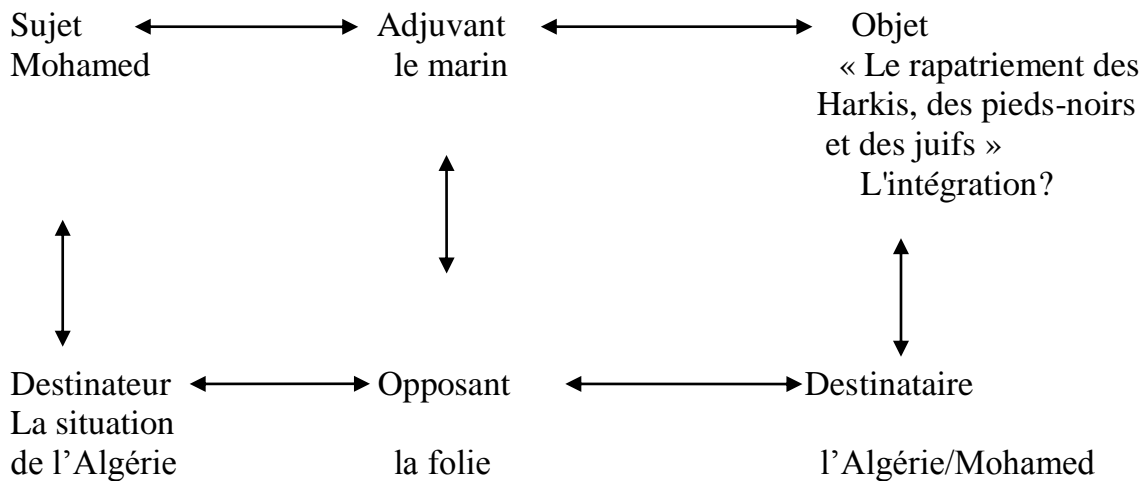 Sujet Adjuvant Objet
Mohamed le marin « Le rapatriement des
Harkis, des pieds-noirs
et des juifs »
L'intégration?
Destinateur Opposant Destinataire
La situation
de l’Algérie la folie l’Algérie/Mohamed